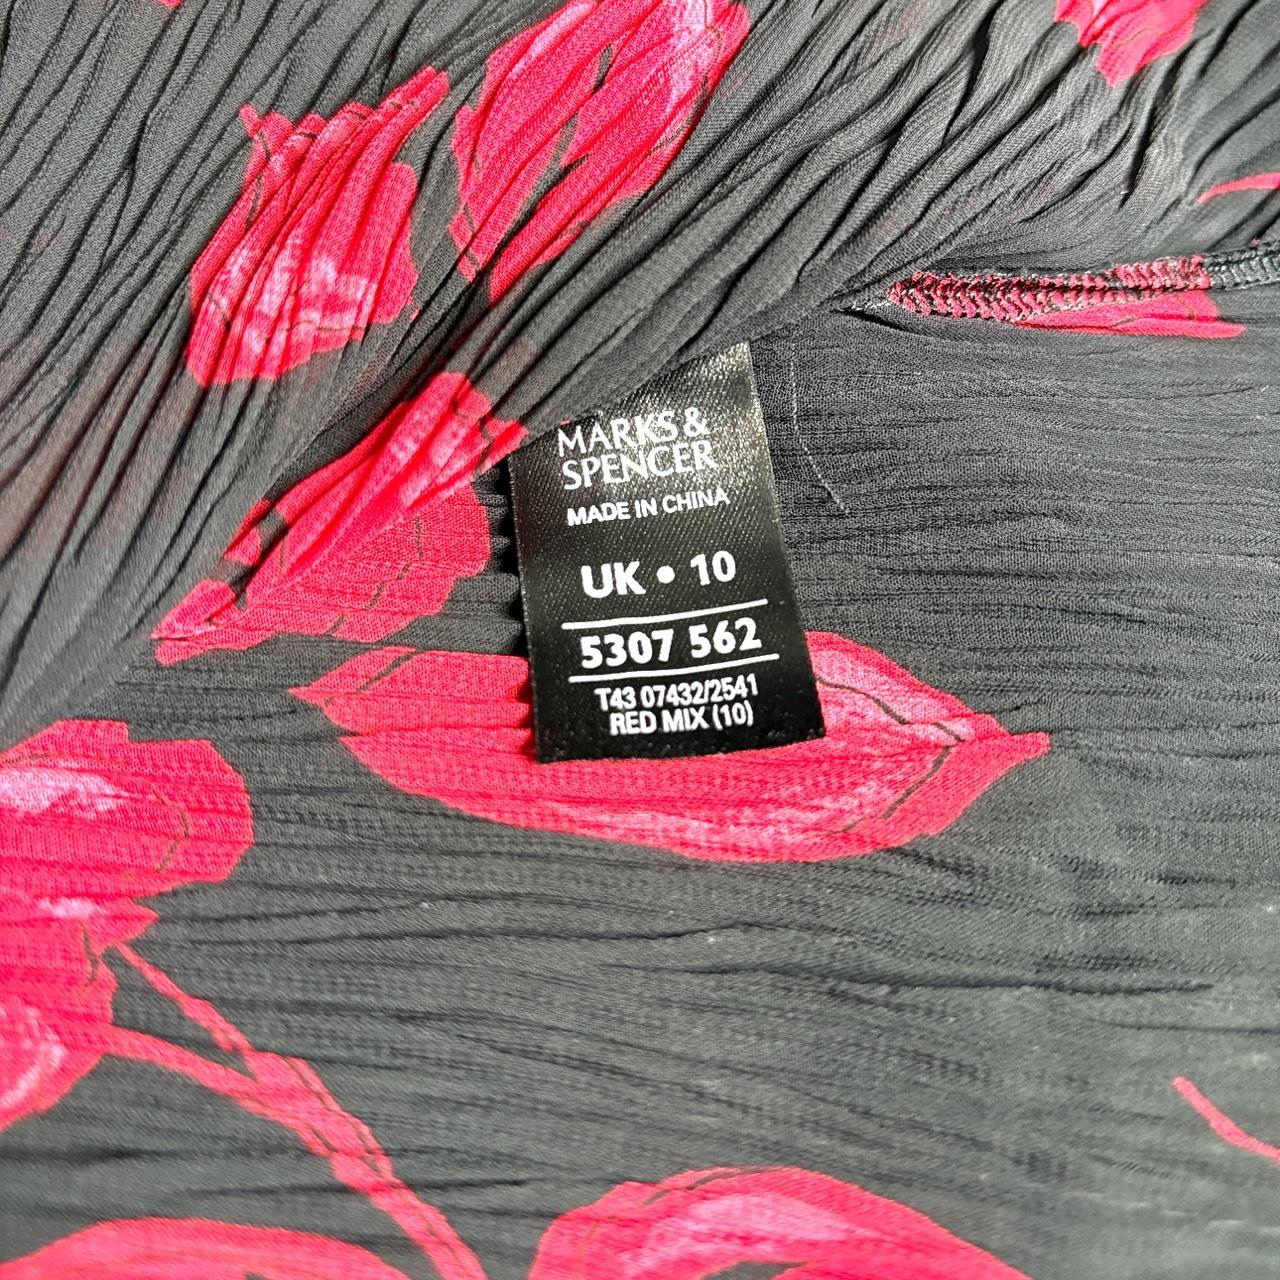 MARKS &
SPENCER
MADE IN CHINA
UK • 10
5307 562
T43 07432/2541
RED MIX (10)